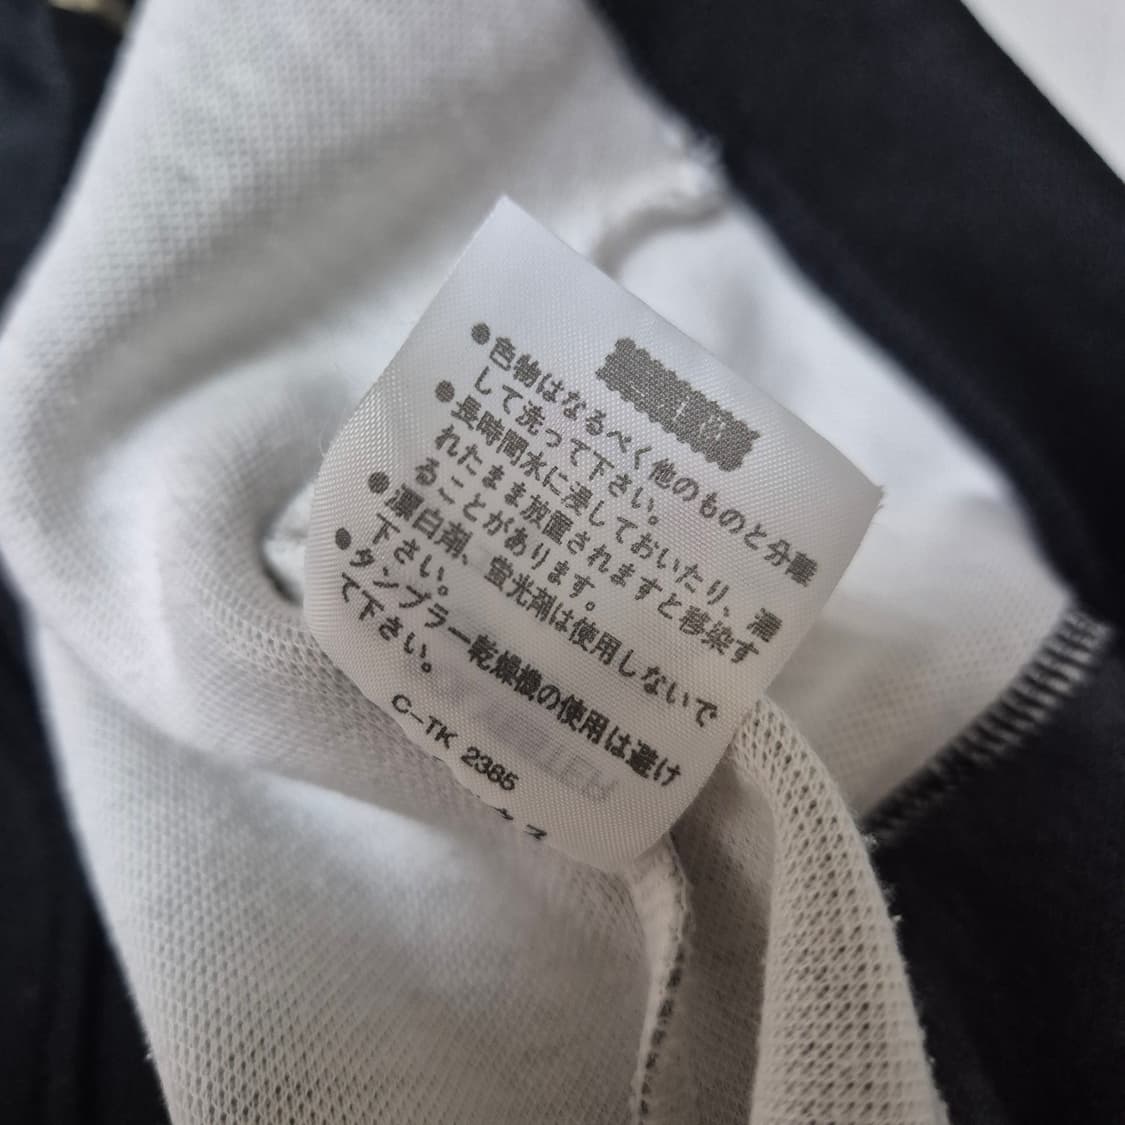 ●色物はなるべく他のものと分離
して洗って下さい。
●長時間水に浸しておいたり、濡
れたまま放置されますと移染す
ることがあります。
●漂白剤、蛍光剤は使用しないで
下さい。
●タンブラー乾燥機の使用は避け
て下さい。
C-TK 2365